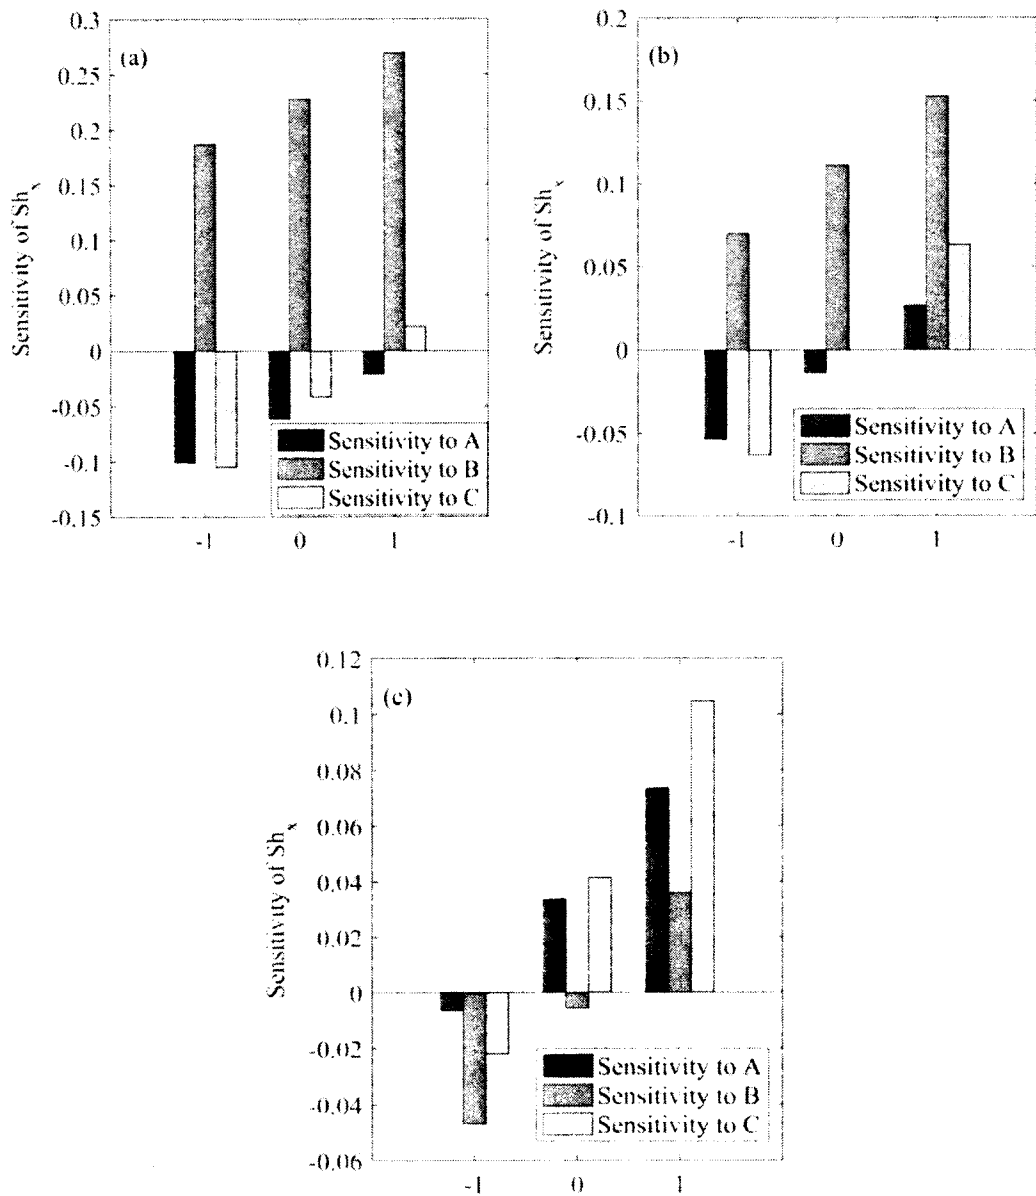 (a)
0.3
0.25
0.2
0.15
0.1
0.05
0
-0.05
-0.1
-0.15
Sensitivity of Sh_x
Sensitivity to A
Sensitivity to B
Sensitivity to C
-1 0 1
(b)
0.2
0.15
0.1
0.05
0
-0.05
-0.1
Sensitivity of Sh_x
Sensitivity to A
Sensitivity to B
Sensitivity to C
-1 0 1
(c)
0.12
0.1
0.08
0.06
0.04
0.02
0
-0.02
-0.04
-0.06
Sensitivity of Sh_x
Sensitivity to A
Sensitivity to B
Sensitivity to C
-1 0 1